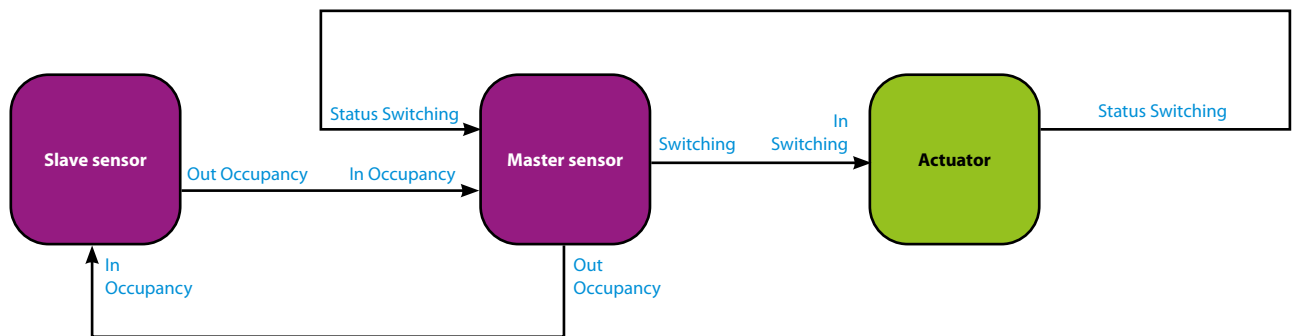 Status Switching
In
Switching
Switching
Status Switching
Slave sensor
Master sensor
Actuator
Out Occupancy
In Occupancy
In
Occupancy
Out
Occupancy